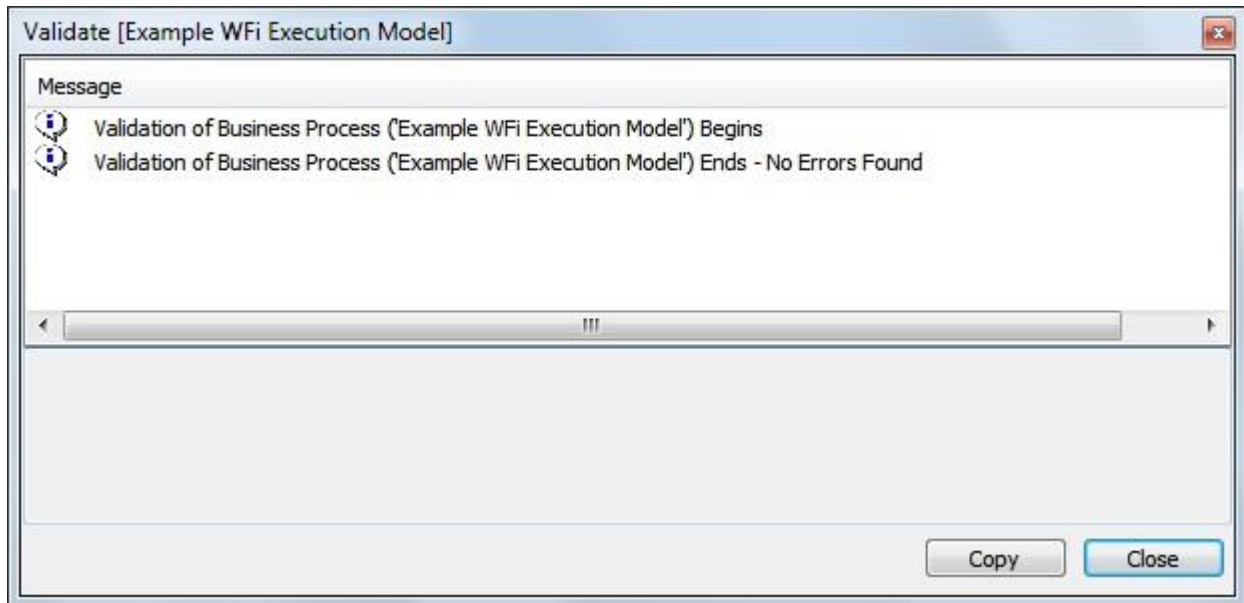 Validate [Example WFi Execution Model]
Message
Validation of Business Process ('Example WFi Execution Model') Begins
Validation of Business Process ('Example WFi Execution Model') Ends - No Errors Found
Copy Close